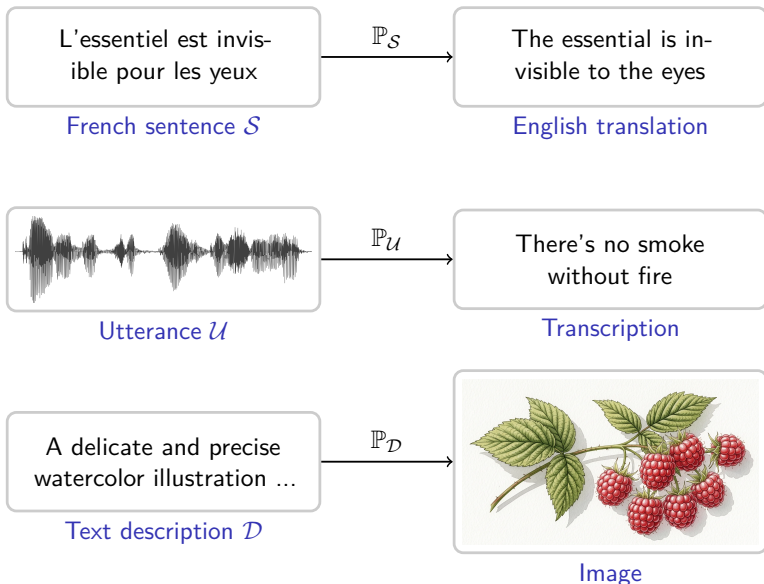 L'essentiel est invis-
ible pour les yeux
ℙ𝒮
The essential is in-
visible to the eyes
French sentence 𝒮
English translation
ℙ𝒰
There's no smoke
without fire
Utterance 𝒰
Transcription
A delicate and precise
watercolor illustration ...
ℙ𝒟
Text description 𝒟
Image